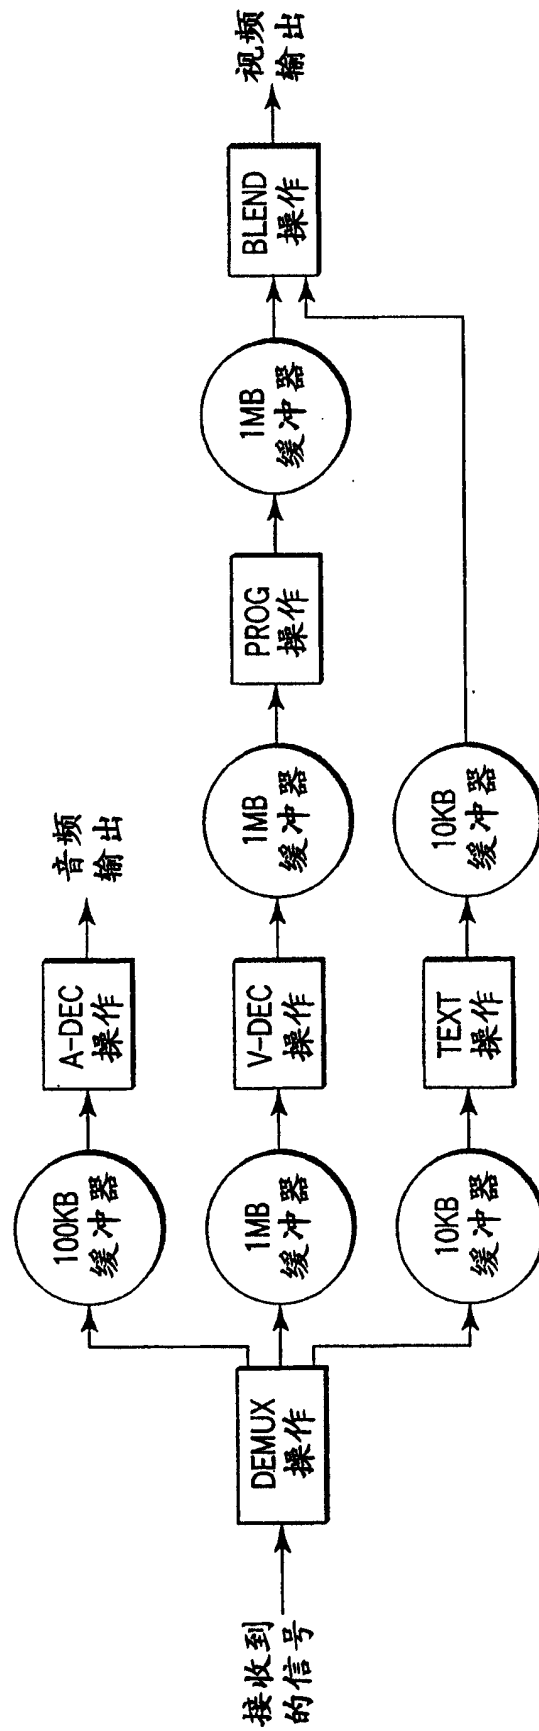 接收到
的信号
DEMUX
操作
100KB
缓冲器
A-DEC
操作
音频
输出
1MB
缓冲器
V-DEC
操作
1MB
缓冲器
PROG
操作
1MB
缓冲器
BLEND
操作
视频
输出
10KB
缓冲器
TEXT
操作
10KB
缓冲器